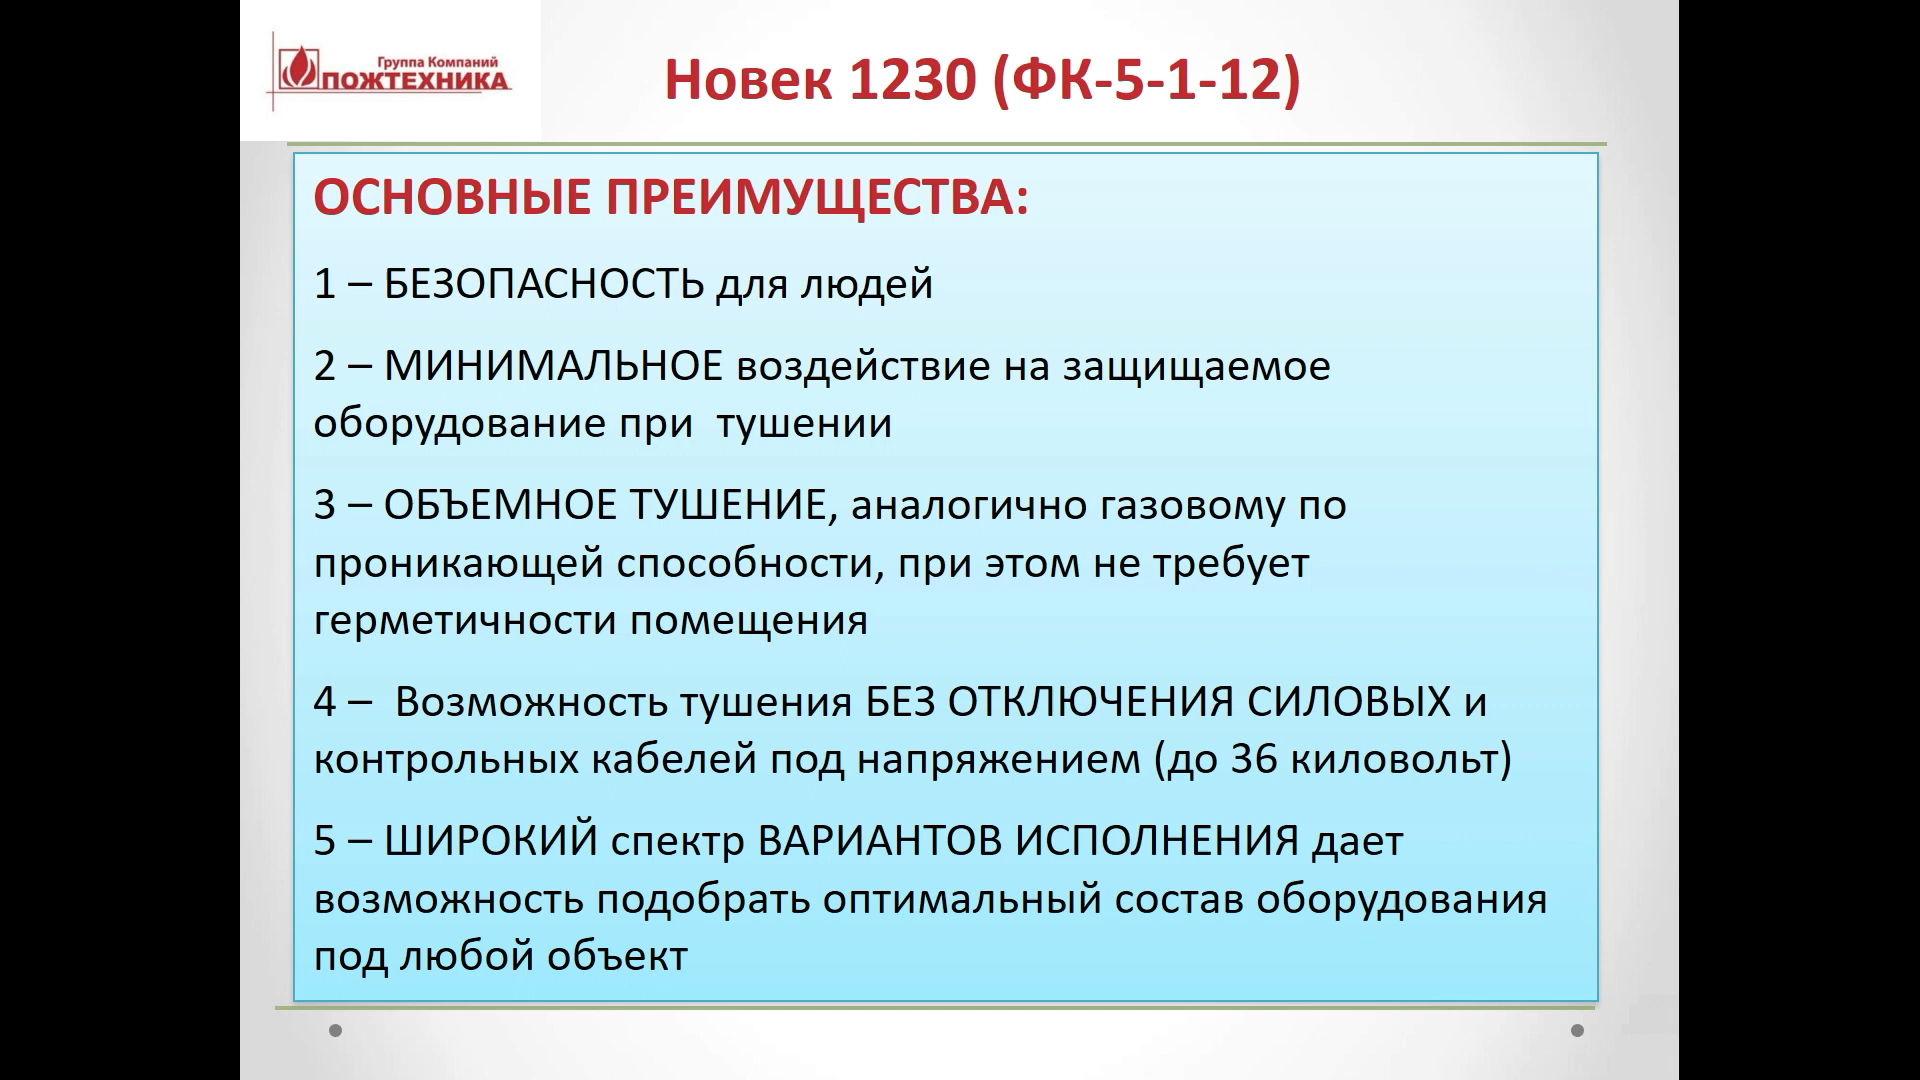 Группа Компаний
ПОЖТЕХНИКА
Новек 1230 (ФК-5-1-12)
ОСНОВНЫЕ ПРЕИМУЩЕСТВА:
1 – БЕЗОПАСНОСТЬ для людей
2 – МИНИМАЛЬНОЕ воздействие на защищаемое
оборудование при  тушении
3 – ОБЪЕМНОЕ ТУШЕНИЕ, аналогично газовому по
проникающей способности, при этом не требует
герметичности помещения
4 –  Возможность тушения БЕЗ ОТКЛЮЧЕНИЯ СИЛОВЫХ и
контрольных кабелей под напряжением (до 36 киловольт)
5 – ШИРОКИЙ спектр ВАРИАНТОВ ИСПОЛНЕНИЯ дает
возможность подобрать оптимальный состав оборудования
под любой объект